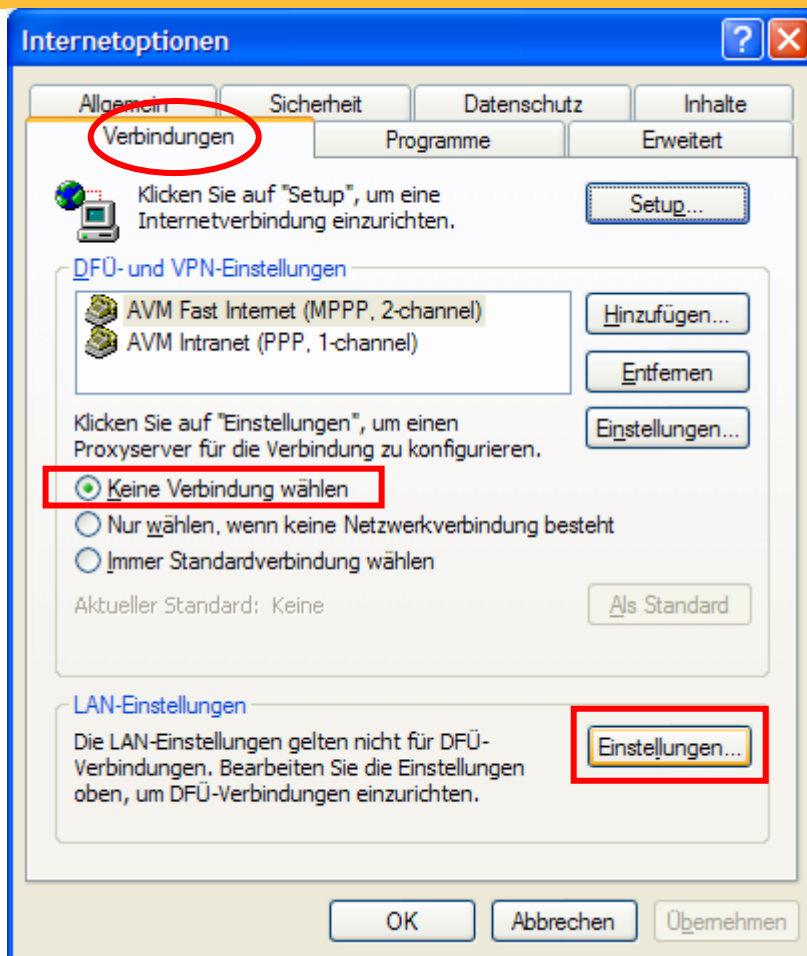 Internetoptionen
Allgemein Sicherheit Datenschutz Inhalte
Verbindungen Programme Erweitert
Klicken Sie auf "Setup", um eine
Internetverbindung einzurichten.
Setup...
DFÜ- und VPN-Einstellungen
AVM Fast Internet (MPPP, 2-channel)
AVM Intranet (PPP, 1-channel)
Hinzufügen...
Entfernen
Klicken Sie auf "Einstellungen", um einen
Proxyserver für die Verbindung zu konfigurieren.
Einstellungen...
Keine Verbindung wählen
Nur wählen, wenn keine Netzwerkverbindung besteht
Immer Standardverbindung wählen
Aktueller Standard: Keine
Als Standard
LAN-Einstellungen
Die LAN-Einstellungen gelten nicht für DFÜ-
Verbindungen. Bearbeiten Sie die Einstellungen
oben, um DFÜ-Verbindungen einzurichten.
Einstellungen...
OK Abbrechen Übernehmen